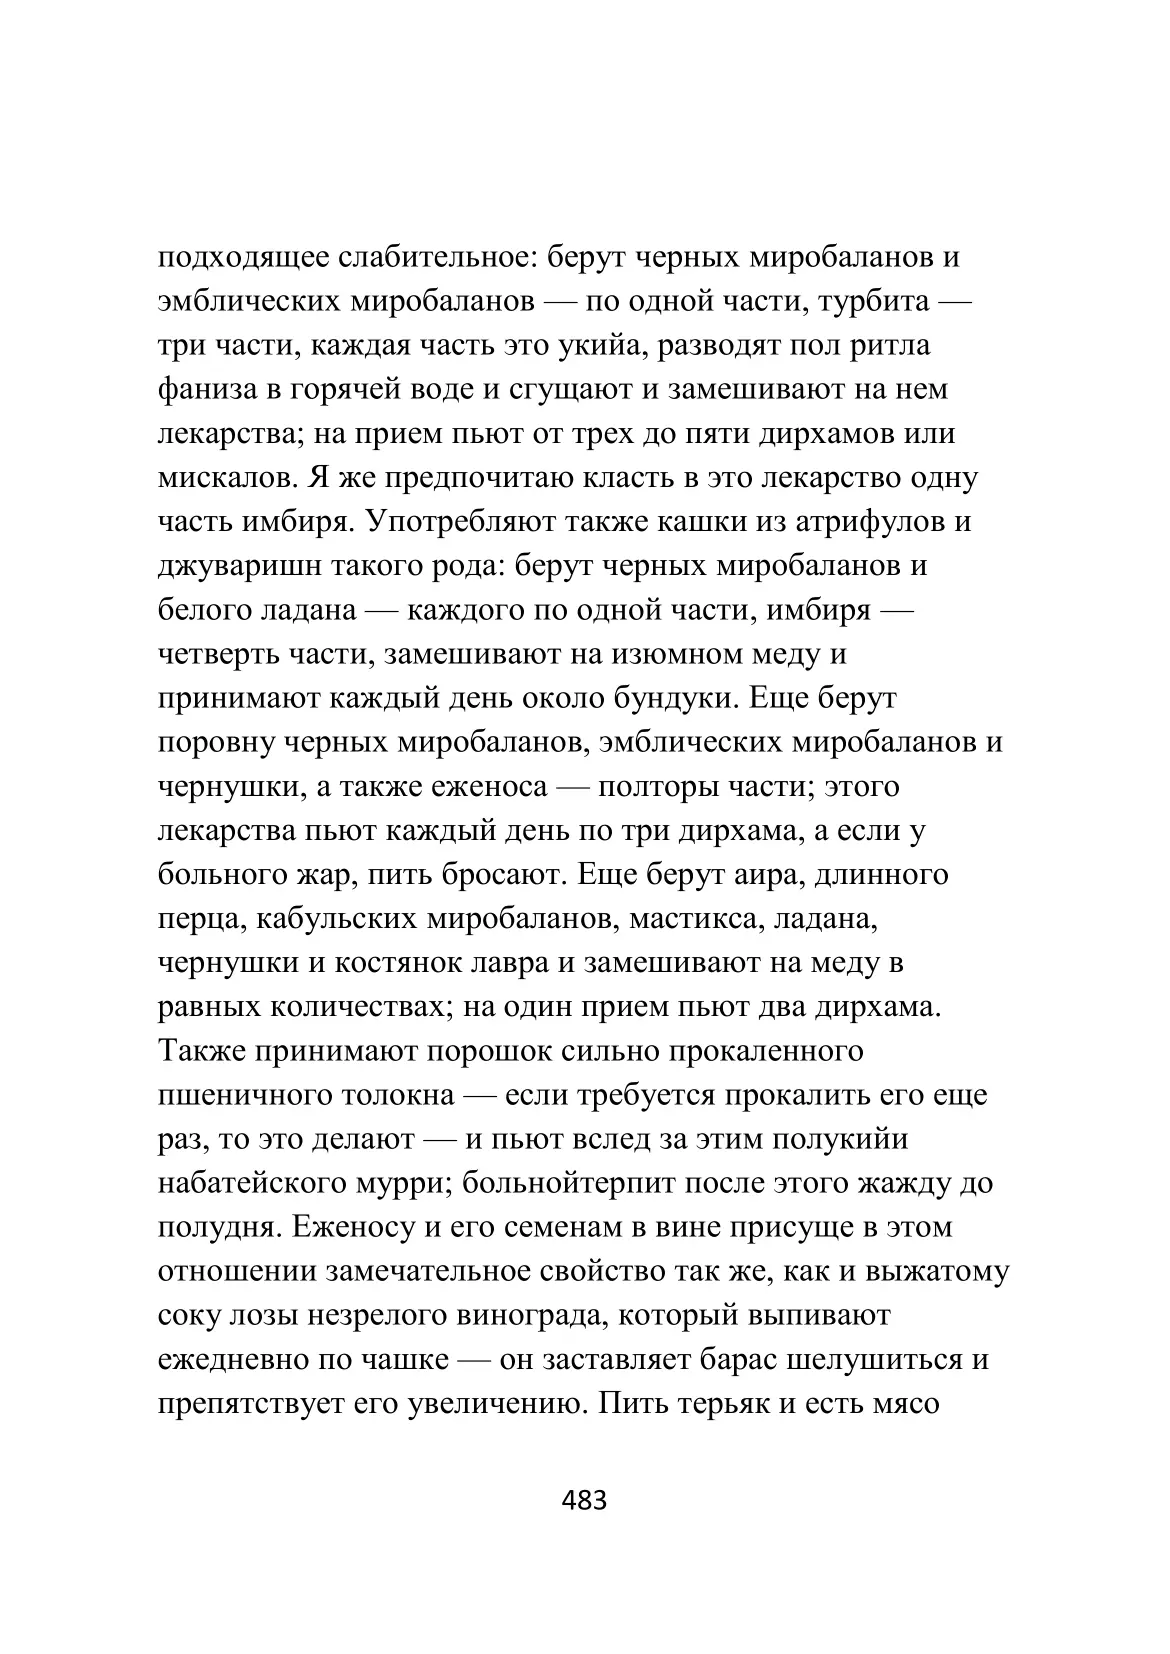 подходящее слабительное: берут черных миробаланов и
эмблических миробаланов — по одной части, турбита —
три части, каждая часть это укийа, разводят пол ритла
фаниза в горячей воде и сгущают и замешивают на нем
лекарства; на прием пьют от трех до пяти дирхамов или
мискалов. Я же предпочитаю класть в это лекарство одну
часть имбиря. Употребляют также кашки из атрифулов и
джуваришн такого рода: берут черных миробаланов и
белого ладана — каждого по одной части, имбиря —
четверть части, замешивают на изюмном меду и
принимают каждый день около бундуки. Еще берут
поровну черных миробаланов, эмблических миробаланов и
чернушки, а также еженоса — полторы части; этого
лекарства пьют каждый день по три дирхама, а если у
больного жар, пить бросают. Еще берут аира, длинного
перца, кабульских миробаланов, мастикса, ладана,
чернушки и костянок лавра и замешивают на меду в
равных количествах; на один прием пьют два дирхама.
Также принимают порошок сильно прокаленного
пшеничного толокна — если требуется прокалить его еще
раз, то это делают — и пьют вслед за этим полукийи
набатейского мурри; больнойтерпит после этого жажду до
полудня. Еженосу и его семенам в вине присуще в этом
отношении замечательное свойство так же, как и выжатому
соку лозы незрелого винограда, который выпивают
ежедневно по чашке — он заставляет барас шелушиться и
препятствует его увеличению. Пить терьяк и есть мясо
483